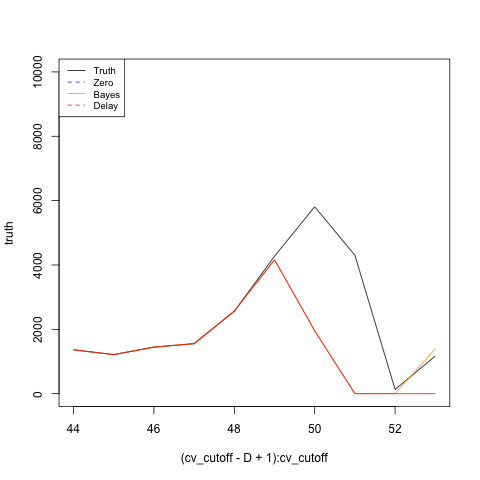 Truth
Zero
Bayes
Delay
truth
0
2000
4000
6000
8000
10000
44
46
48
50
52
(cv_cutoff - D + 1):cv_cutoff